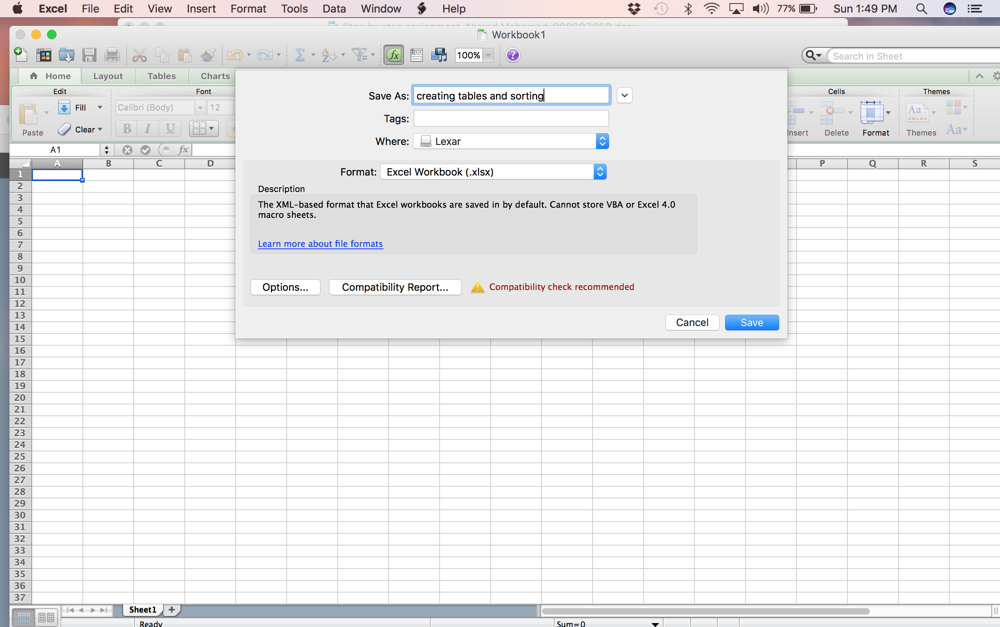 Excel File Edit View Insert Format Tools Data Window Help 77% Sun 1:49 PM
Workbook1
100% Search in Sheet
Home Layout Tables Charts
Edit Font Cells Themes
Save As: creating tables and sorting
Fill Calibri (Body) 12
Tags:
Paste Clear B I U Insert Delete Format Themes Aa
Where: Lexar
A1 fx
A B C D P Q R S
Format: Excel Workbook (.xlsx)
Description
The XML-based format that Excel workbooks are saved in by default. Cannot store VBA or Excel 4.0
macro sheets.
Learn more about file formats
Options... Compatibility Report... Compatibility check recommended
Cancel Save
1
2
3
4
5
6
7
8
9
10
11
12
13
14
15
16
17
18
19
20
21
22
23
24
25
26
27
28
29
30
31
32
33
34
35
36
37
Sheet1
Ready Sum=0